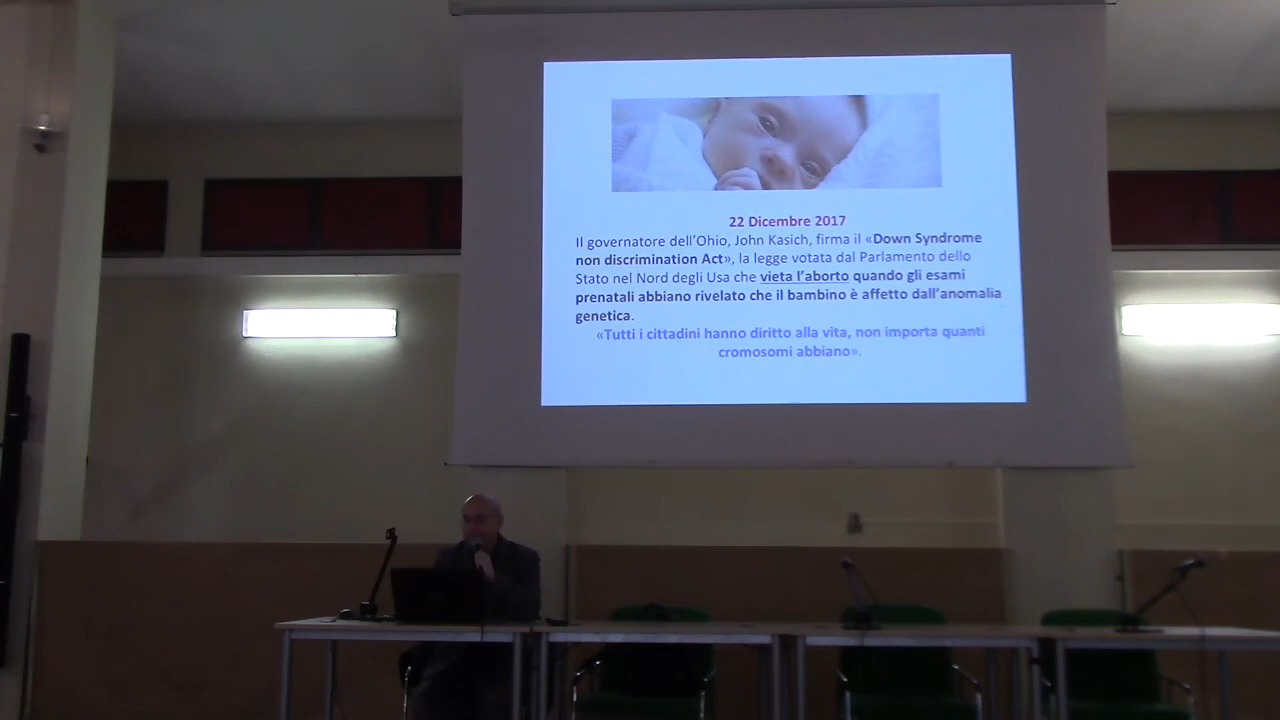 22 Dicembre 2017
Il governatore dell'Ohio, John Kasich, firma il «Down Syndrome
non discrimination Act», la legge votata dal Parlamento dello
Stato nel Nord degli Usa che vieta l'aborto quando gli esami
prenatali abbiano rivelato che il bambino è affetto dall'anomalia
genetica.
«Tutti i cittadini hanno diritto alla vita, non importa quanti
cromosomi abbiano».